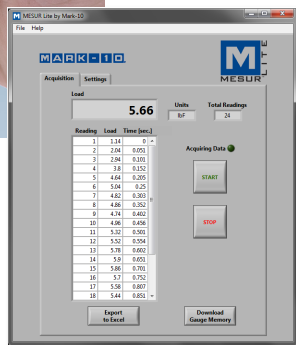 MESUR Lite by Mark-10
File Help
MARK-10
M
MESUR
LITE
Acquisition Settings
Load
5.66
Units
lbF
Total Readings
24
Reading Load Time [sec.]
1 1.14 0
2 2.04 0.051
3 2.94 0.101
4 3.8 0.152
5 4.64 0.205
6 5.04 0.25
7 4.82 0.303
8 4.86 0.352
9 4.74 0.402
10 4.96 0.456
11 5.32 0.501
12 5.52 0.554
13 5.78 0.602
14 5.9 0.651
15 5.86 0.701
16 5.7 0.752
17 5.58 0.807
18 5.44 0.851
Acquiring Data
START
STOP
Export
to Excel
Download
Gauge Memory